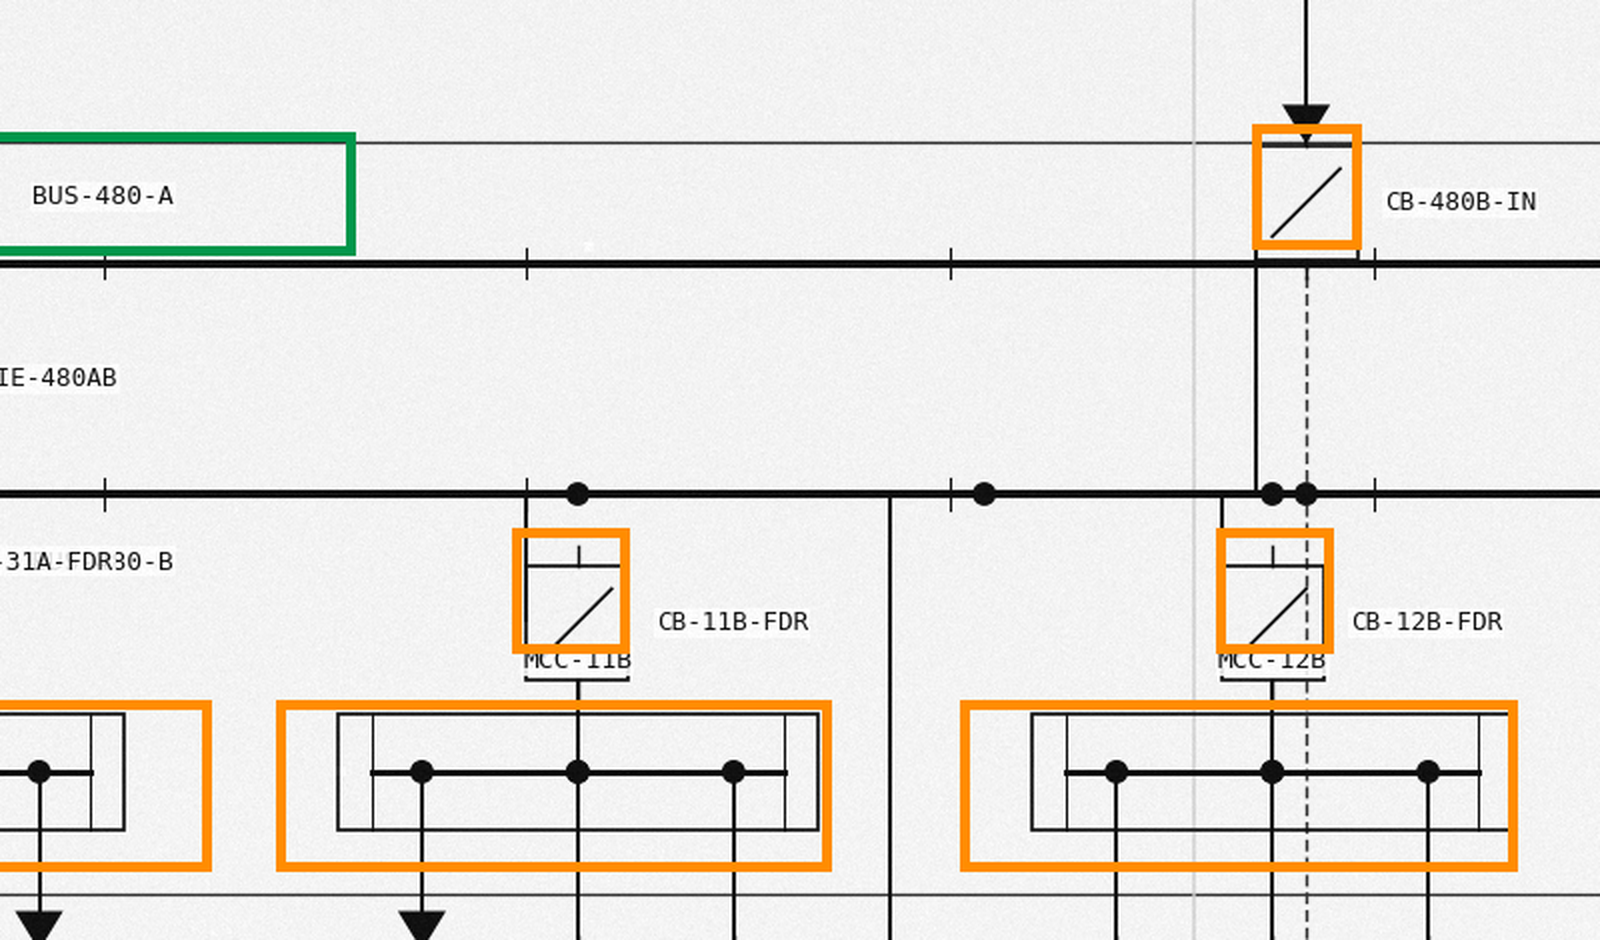 BUS-480-A
CB-480B-IN
IE-480AB
-31A-FDR30-B
CB-11B-FDR
CB-12B-FDR
MCC-11B
MCC-12B